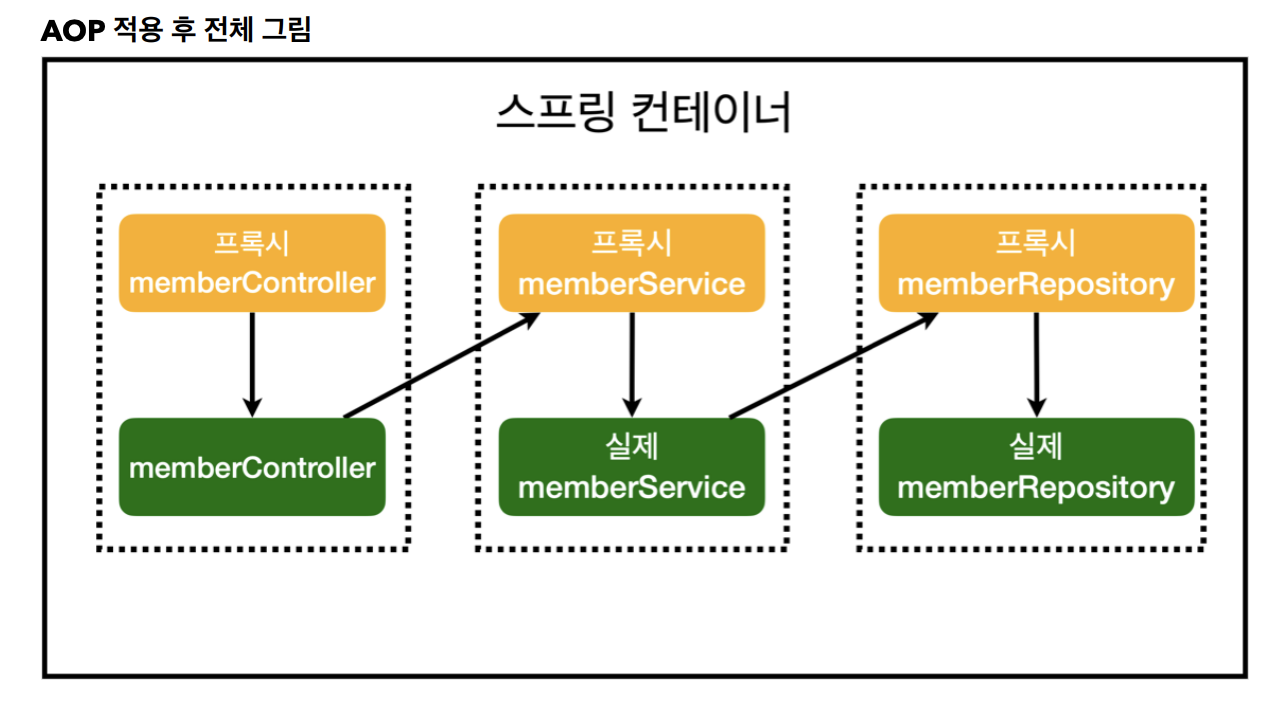 AOP 적용 후 전체 그림
스프링 컨테이너
프록시
memberController
프록시
memberService
프록시
memberRepository
memberController
실제
memberService
실제
memberRepository